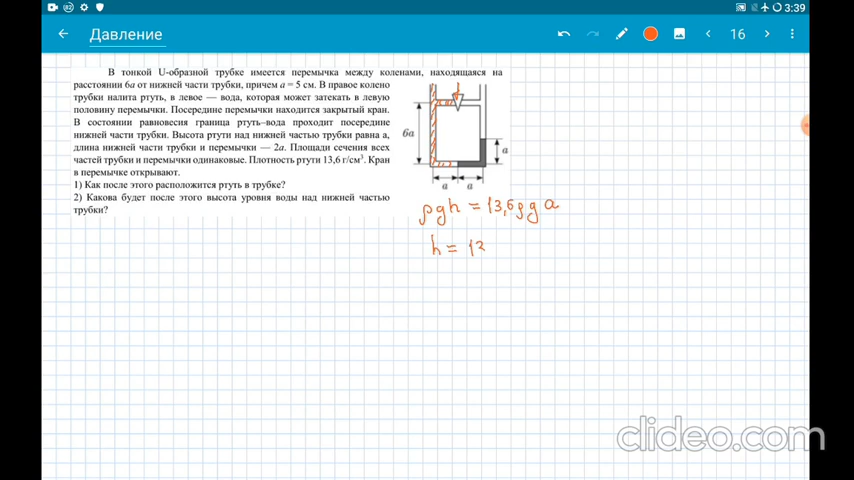 82
3:39
Давление
16
В тонкой U-образной трубке имеется перемычка между коленами, находящаяся на
расстоянии 6a от нижней части трубки, причем a = 5 см. В правое колено
трубки налита ртуть, в левое — вода, которая может затекать в левую
половину перемычки. Посередине перемычки находится закрытый кран.
В состоянии равновесия граница ртуть–вода проходит посередине
нижней части трубки. Высота ртути над нижней частью трубки равна a,
длина нижней части трубки и перемычки — 2a. Площади сечения всех
частей трубки и перемычки одинаковые. Плотность ртути 13,6 г/см³. Кран
в перемычке открывают.
1) Как после этого расположится ртуть в трубке?
2) Какова будет после этого высота уровня воды над нижней частью
трубки?
6a
a
a a
ρgh = 13,6ρga
h = 13
clideo.com